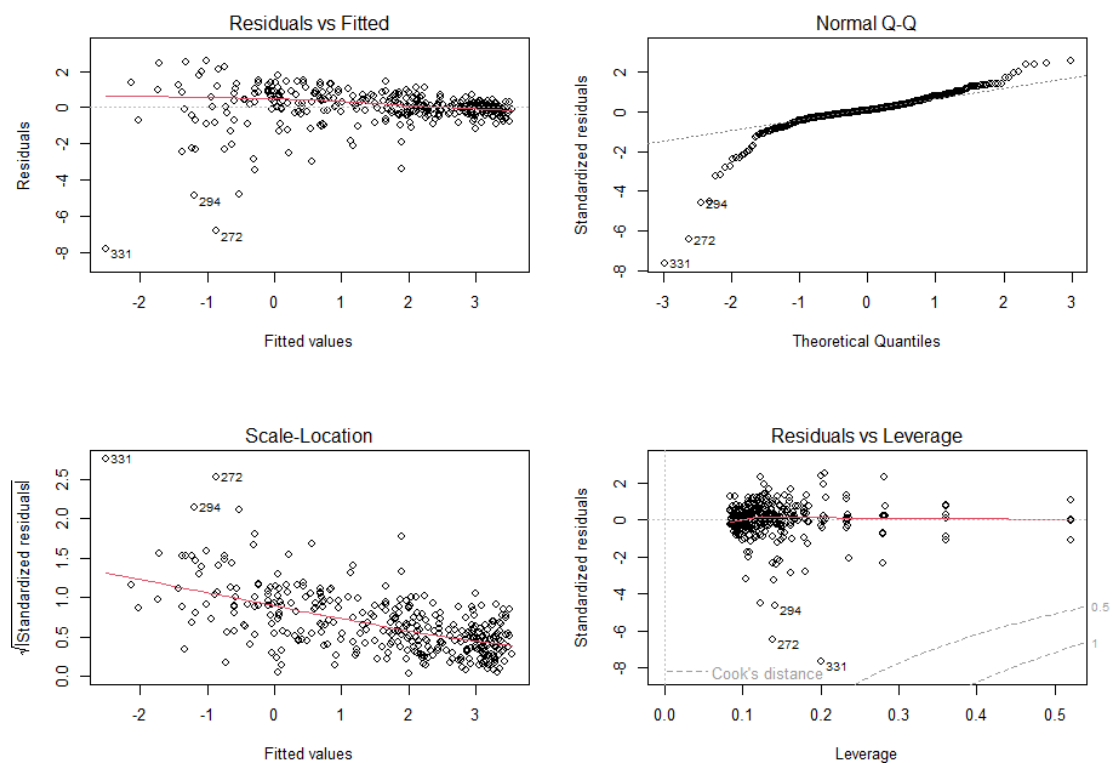 Residuals vs Fitted
Residuals
2
0
-2
-4
-6
-8
294
272
331
-2 -1 0 1 2 3
Fitted values
Normal Q-Q
Standardized residuals
2
0
-2
-4
-6
-8
294
272
331
-3 -2 -1 0 1 2 3
Theoretical Quantiles
Scale-Location
√|Standardized residuals|
2.5
2.0
1.5
1.0
0.5
0.0
331
272
294
-2 -1 0 1 2 3
Fitted values
Residuals vs Leverage
Standardized residuals
2
0
-2
-4
-6
-8
294
272
331
Cook's distance
0.5
1
0.0 0.1 0.2 0.3 0.4 0.5
Leverage